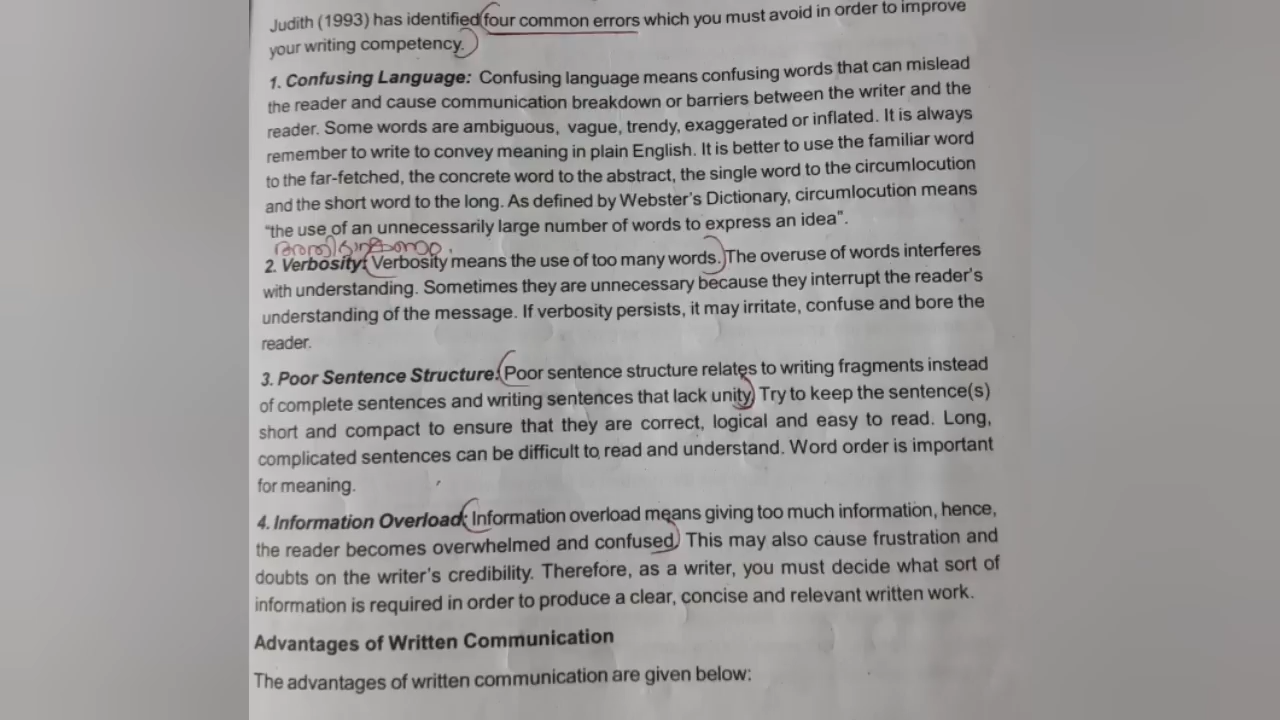 Judith (1993) has identified four common errors which you must avoid in order to improve
your writing competency.
1. Confusing Language: Confusing language means confusing words that can mislead
the reader and cause communication breakdown or barriers between the writer and the
reader. Some words are ambiguous, vague, trendy, exaggerated or inflated. It is always
remember to write to convey meaning in plain English. It is better to use the familiar word
to the far-fetched, the concrete word to the abstract, the single word to the circumlocution
and the short word to the long. As defined by Webster's Dictionary, circumlocution means
"the use of an unnecessarily large number of words to express an idea".
2. Verbosity: Verbosity means the use of too many words. The overuse of words interferes
with understanding. Sometimes they are unnecessary because they interrupt the reader's
understanding of the message. If verbosity persists, it may irritate, confuse and bore the
reader.
3. Poor Sentence Structure: Poor sentence structure relates to writing fragments instead
of complete sentences and writing sentences that lack unity. Try to keep the sentence(s)
short and compact to ensure that they are correct, logical and easy to read. Long,
complicated sentences can be difficult to read and understand. Word order is important
for meaning.
4. Information Overload: Information overload means giving too much information, hence,
the reader becomes overwhelmed and confused. This may also cause frustration and
doubts on the writer's credibility. Therefore, as a writer, you must decide what sort of
information is required in order to produce a clear, concise and relevant written work.
Advantages of Written Communication
The advantages of written communication are given below: